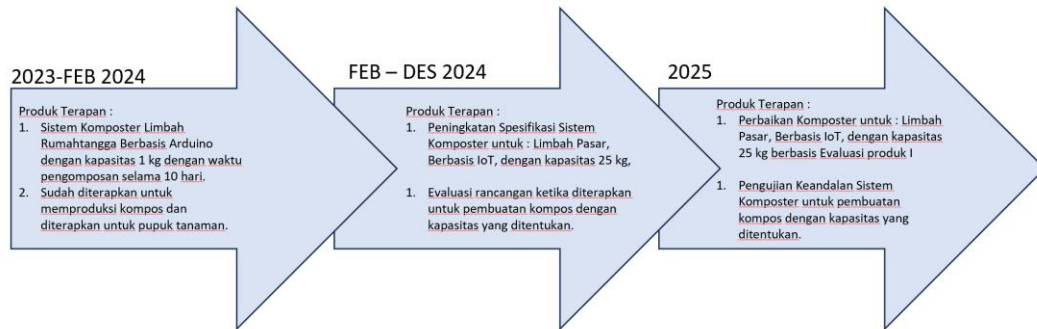 2023-FEB 2024
Produk Terapan :
1. Sistem Komposter Limbah
Rumahtangga Berbasis Arduino
dengan kapasitas 1 kg dengan waktu
pengomposan selama 10 hari.
2. Sudah diterapkan untuk
memproduksi kompos dan
diterapkan untuk pupuk tanaman.
FEB – DES 2024
Produk Terapan :
1. Peningkatan Spesifikasi Sistem
Komposter untuk : Limbah Pasar,
Berbasis IoT, dengan kapasitas 25 kg,
1. Evaluasi rancangan ketika diterapkan
untuk pembuatan kompos dengan
kapasitas yang ditentukan.
2025
Produk Terapan :
1. Perbaikan Komposter untuk : Limbah
Pasar, Berbasis IoT, dengan kapasitas
25 kg berbasis Evaluasi produk I
1. Pengujian Keandalan Sistem
Komposter untuk pembuatan
kompos dengan kapasitas yang
ditentukan.